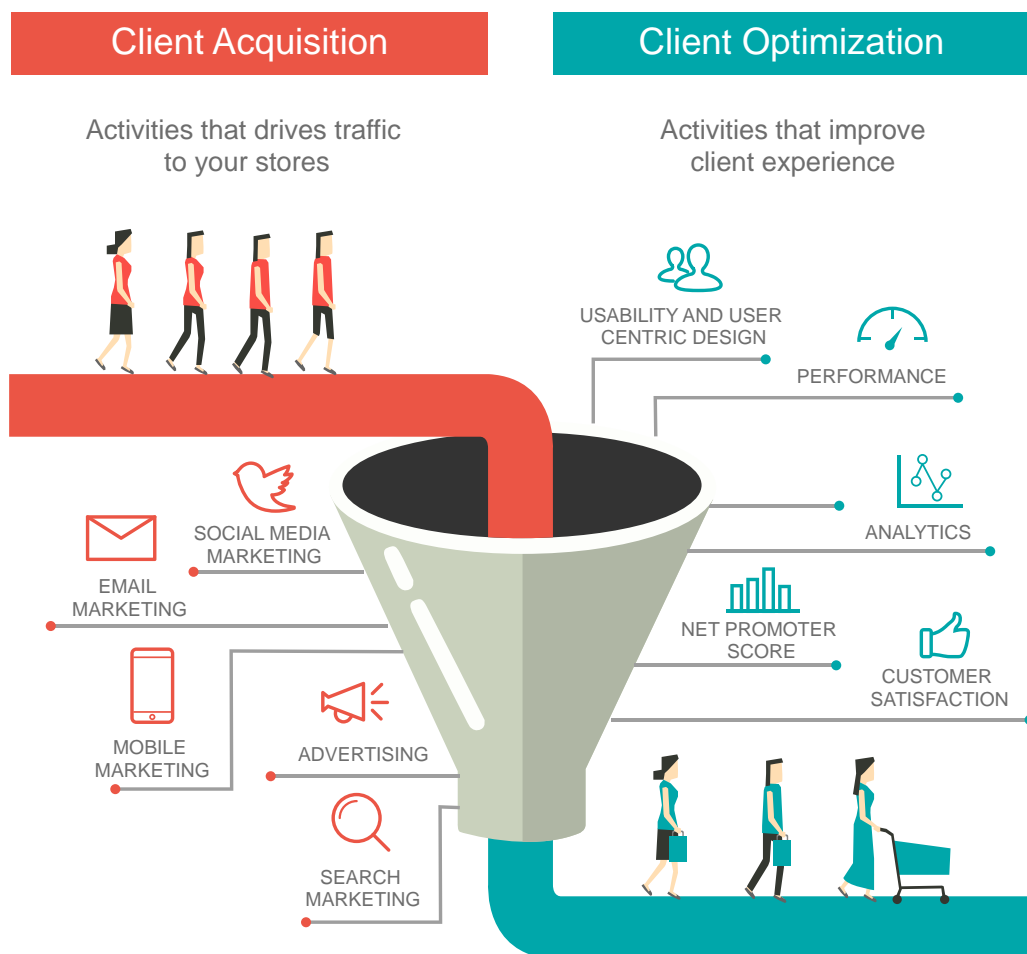 Client Acquisition
Activities that drives traffic
to your stores
SOCIAL MEDIA
MARKETING
EMAIL
MARKETING
MOBILE
MARKETING
ADVERTISING
SEARCH
MARKETING
Client Optimization
Activities that improve
client experience
USABILITY AND USER
CENTRIC DESIGN
PERFORMANCE
ANALYTICS
NET PROMOTER
SCORE
CUSTOMER
SATISFACTION